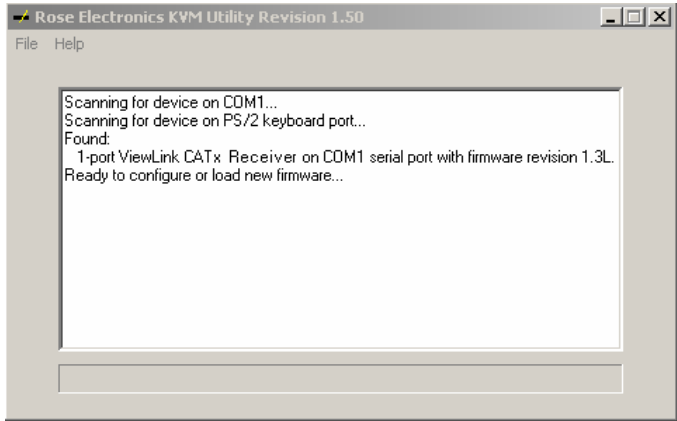 Rose Electronics KVM Utility Revision 1.50
File Help
Scanning for device on COM1...
Scanning for device on PS/2 keyboard port...
Found:
1-port ViewLink CATx Receiver on COM1 serial port with firmware revision 1.3L.
Ready to configure or load new firmware...